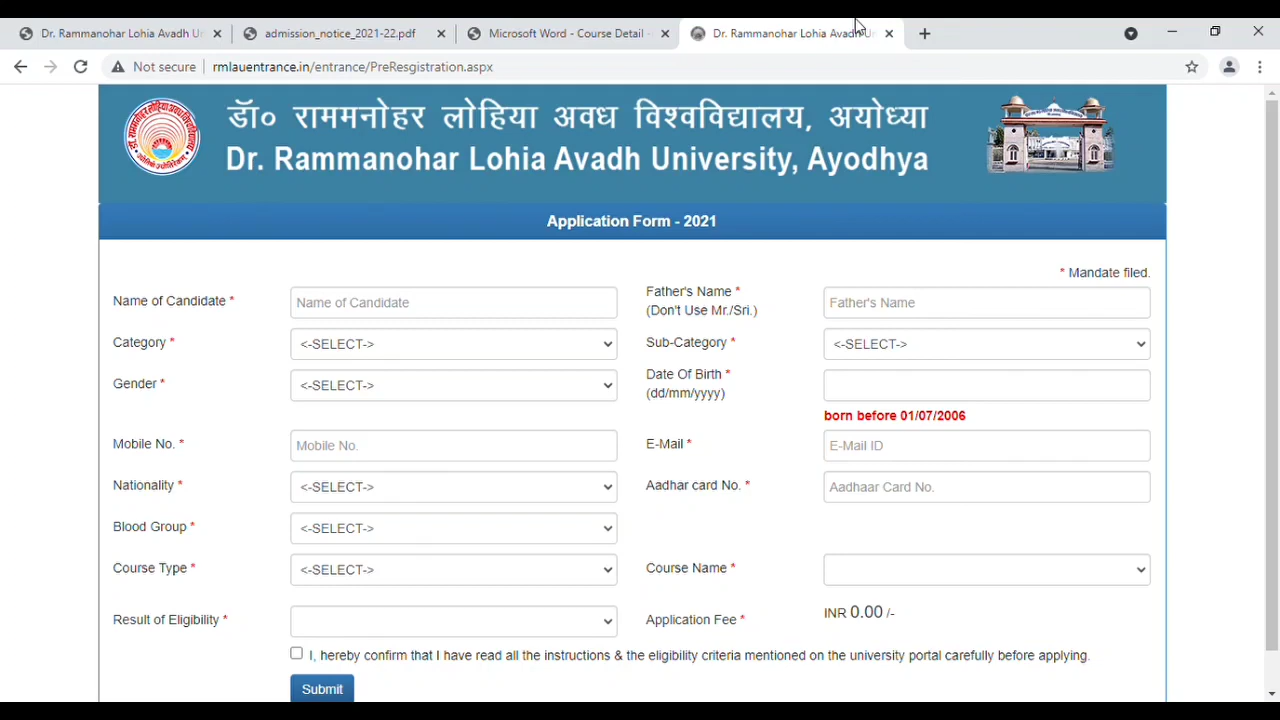 Dr. Rammanohar Lohia Avadh U
admission_notice_2021-22.pdf
Microsoft Word - Course Detail -
Dr. Rammanohar Lohia Avadh Un
Not secure
rmlauentrance.in/entrance/PreResgistration.aspx
डॉ० राममनोहर लोहिया अवध विश्वविद्यालय, अयोध्या
Dr. Rammanohar Lohia Avadh University, Ayodhya
Application Form - 2021
* Mandate filed.
Name of Candidate * Name of Candidate Father's Name * Father's Name
(Don't Use Mr./Sri.)
Category * <-SELECT-> Sub-Category * <-SELECT->
Gender * <-SELECT-> Date Of Birth *
(dd/mm/yyyy)
born before 01/07/2006
Mobile No. * Mobile No. E-Mail * E-Mail ID
Nationality * <-SELECT-> Aadhar card No. * Aadhaar Card No.
Blood Group * <-SELECT->
Course Type * <-SELECT-> Course Name *
Result of Eligibility * Application Fee * INR 0.00 /-
I, hereby confirm that I have read all the instructions & the eligibility criteria mentioned on the university portal carefully before applying.
Submit